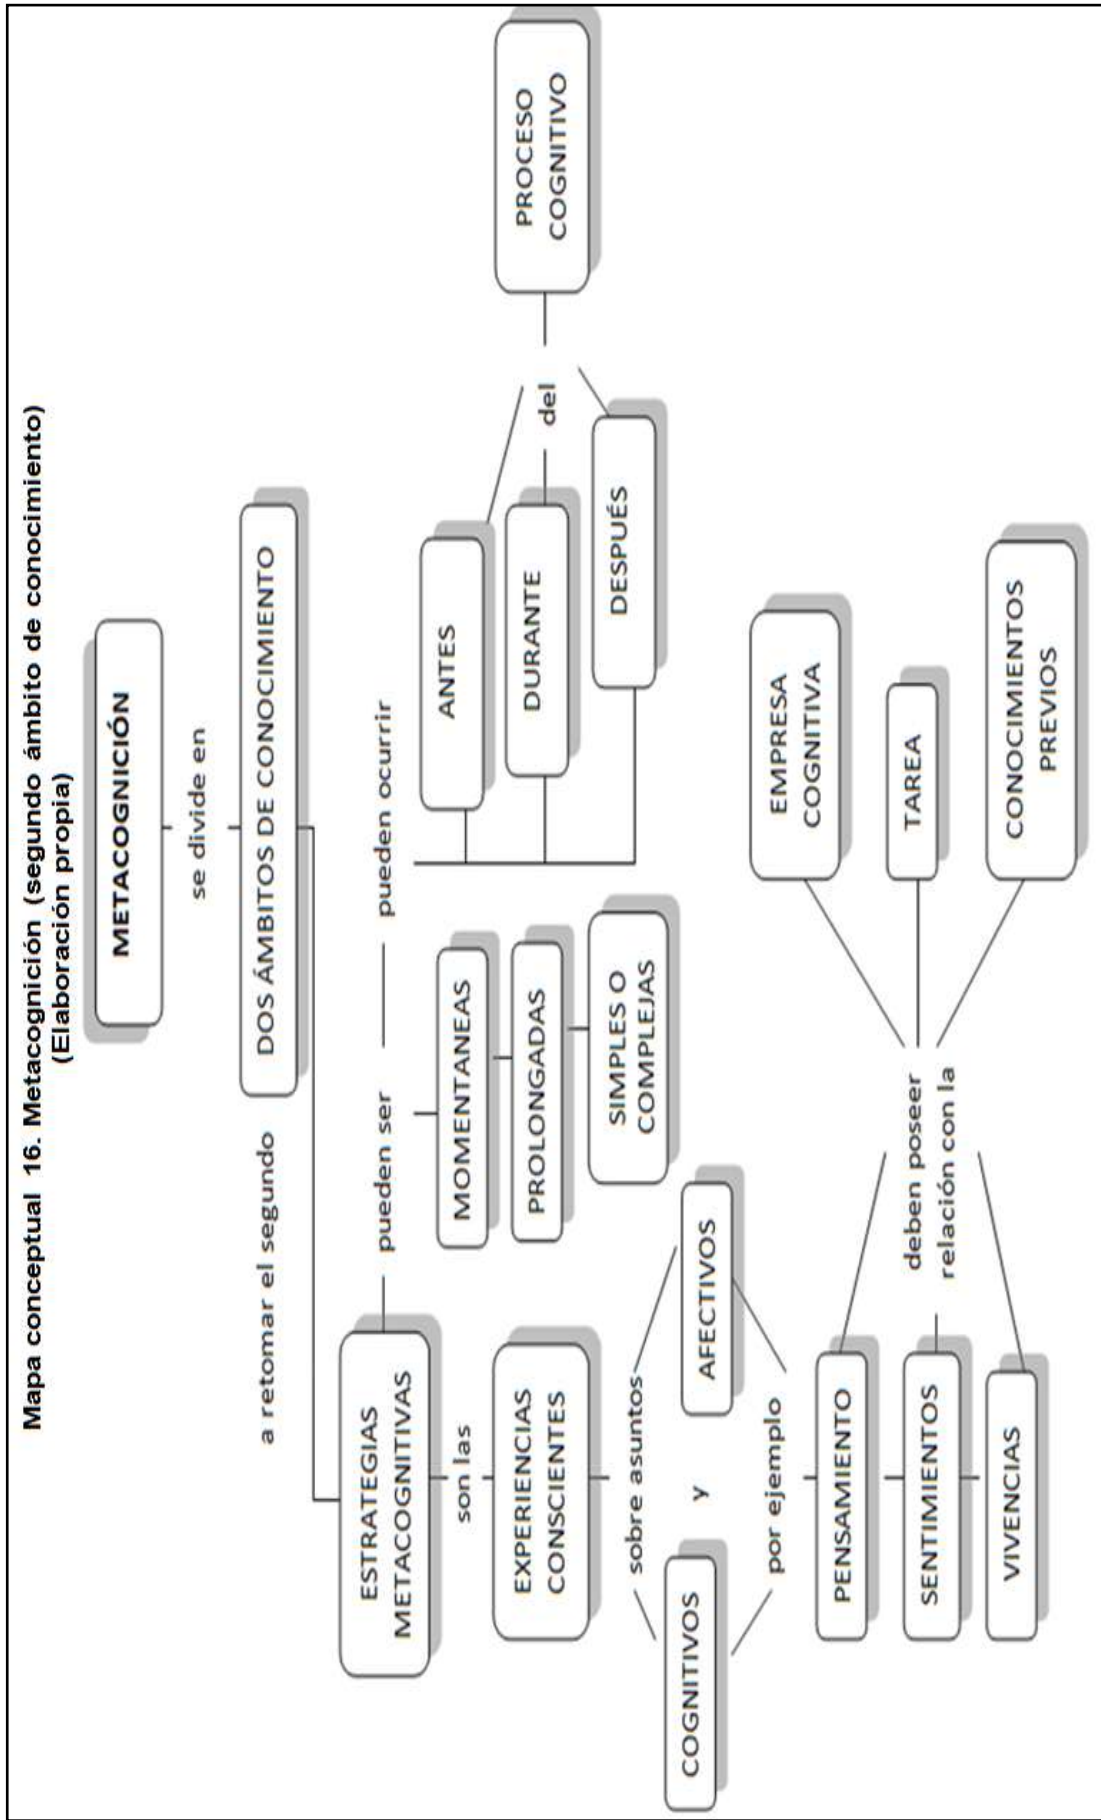 Mapa conceptual 16. Metacognición (segundo ámbito de conocimiento)
(Elaboración propia)
METACOGNICIÓN
se divide en
DOS ÁMBITOS DE CONOCIMIENTO
a retomar el segundo
ESTRATEGIAS
METACOGNITIVAS
pueden ser
pueden ocurrir
son las
EXPERIENCIAS
CONSCIENTES
MOMENTANEAS
PROLONGADAS
SIMPLES O
COMPLEJAS
ANTES
DURANTE
DESPUÉS
del
PROCESO
COGNITIVO
sobre asuntos
COGNITIVOS
y
AFECTIVOS
por ejemplo
PENSAMIENTO
SENTIMIENTOS
VIVENCIAS
deben poseer
relación con la
EMPRESA
COGNITIVA
TAREA
CONOCIMIENTOS
PREVIOS